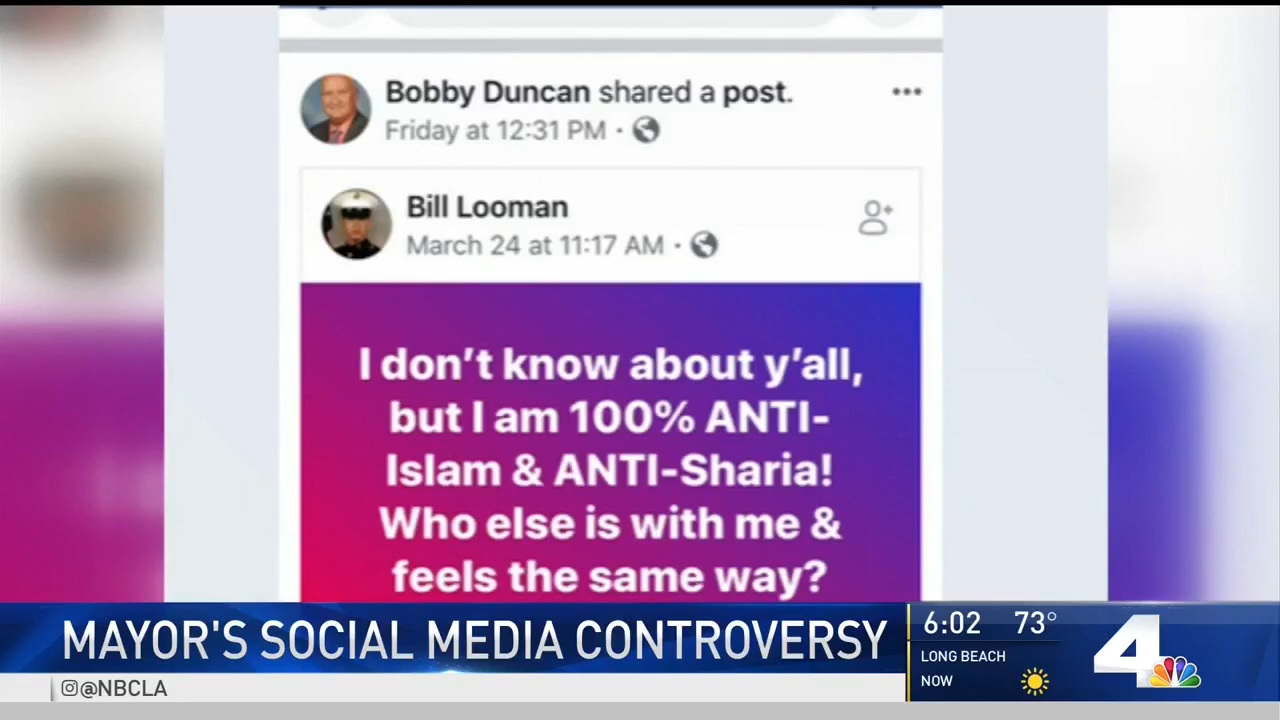 Bobby Duncan shared a post.
Friday at 12:31 PM ·
Bill Looman
March 24 at 11:17 AM ·
I don't know about y'all,
but I am 100% ANTI-
Islam & ANTI-Sharia!
Who else is with me &
feels the same way?
MAYOR'S SOCIAL MEDIA CONTROVERSY
@NBCLA
6:02 73°
LONG BEACH
NOW
4